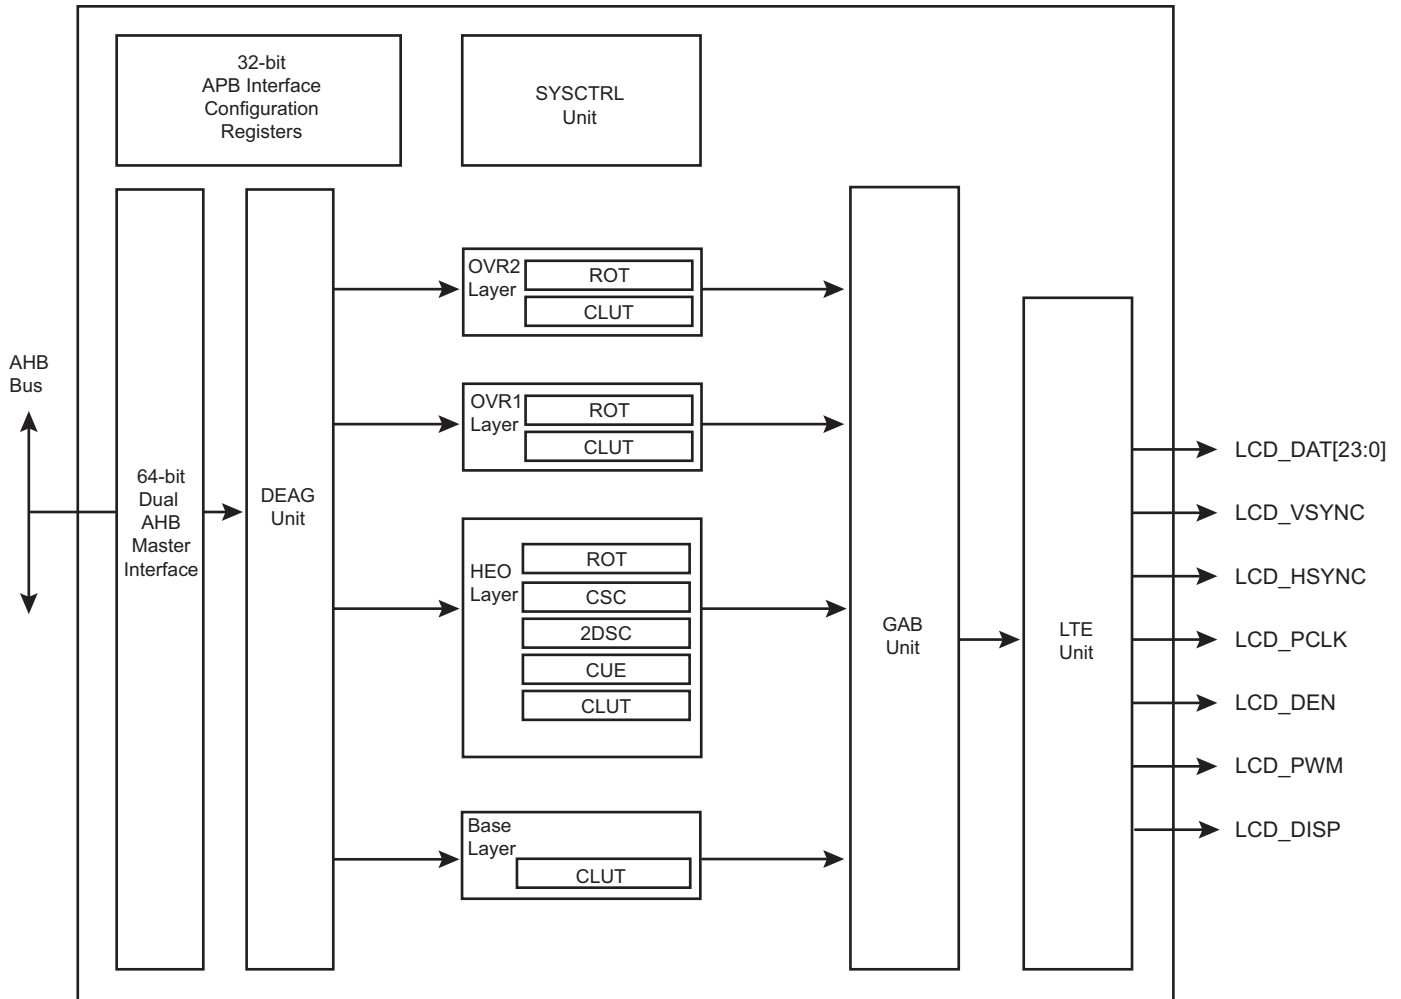 32-bit
APB Interface
Configuration
Registers
SYSCTRL
Unit
AHB
Bus
64-bit
Dual
AHB
Master
Interface
DEAG
Unit
OVR2
Layer
ROT
CLUT
OVR1
Layer
ROT
CLUT
HEO
Layer
ROT
CSC
2DSC
CUE
CLUT
Base
Layer
CLUT
GAB
Unit
LTE
Unit
LCD_DAT[23:0]
LCD_VSYNC
LCD_HSYNC
LCD_PCLK
LCD_DEN
LCD_PWM
LCD_DISP